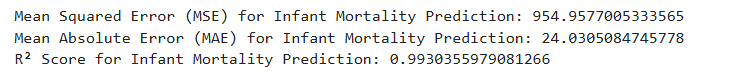 Mean Squared Error (MSE) for Infant Mortality Prediction: 954.9577005333565
Mean Absolute Error (MAE) for Infant Mortality Prediction: 24.0305084745778
R² Score for Infant Mortality Prediction: 0.9930355979081266